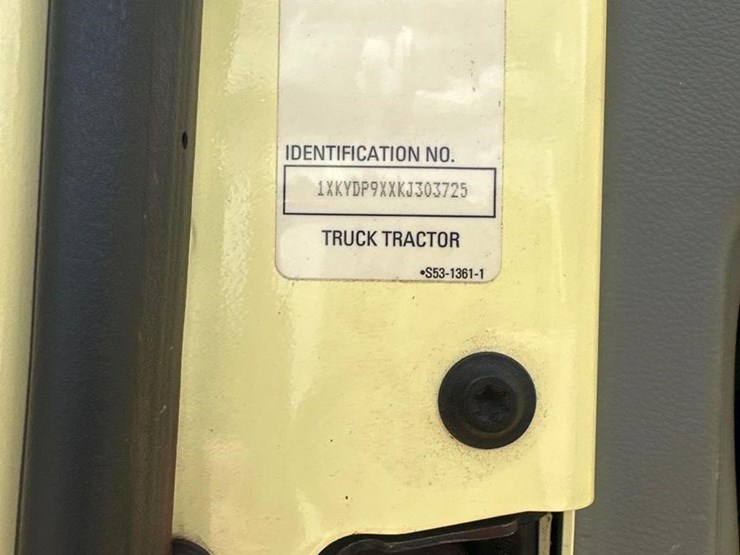 IDENTIFICATION NO.
1XKYDP9XXKJ303725
TRUCK TRACTOR
•S53-1361-1